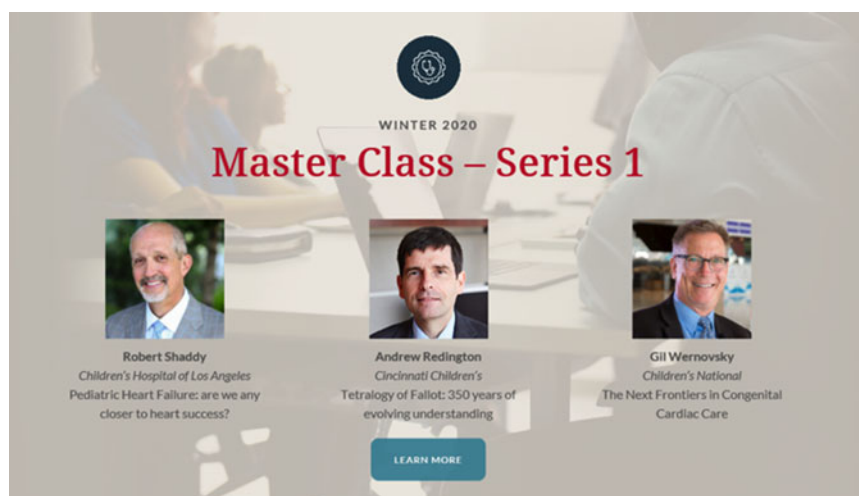 WINTER 2020
Master Class – Series 1
Robert Shaddy
Children's Hospital of Los Angeles
Pediatric Heart Failure: are we any
closer to heart success?
Andrew Redington
Cincinnati Children's
Tetralogy of Fallot: 350 years of
evolving understanding
Gil Wernovsky
Children's National
The Next Frontiers in Congenital
Cardiac Care
LEARN MORE